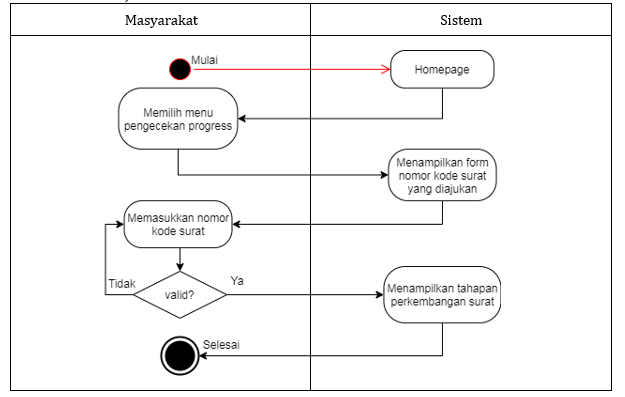 Masyarakat
Sistem
Mulai
Homepage
Memilih menu
pengecekan progress
Menampilkan form
nomor kode surat
yang diajukan
Memasukkan nomor
kode surat
Tidak
valid?
Ya
Menampilkan tahapan
perkembangan surat
Selesai